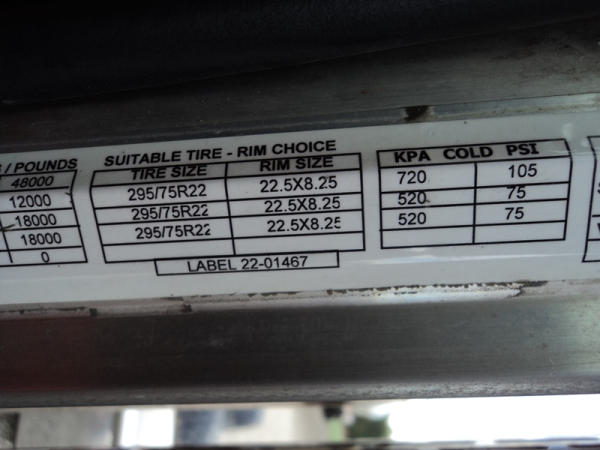 / POUNDS SUITABLE TIRE - RIM CHOICE
48000 TIRE SIZE RIM SIZE KPA COLD PSI
12000 295/75R22 22.5X8.25 720 105
18000 295/75R22 22.5X8.25 520 75
18000 295/75R22 22.5X8.25 520 75
0
LABEL 22-01467